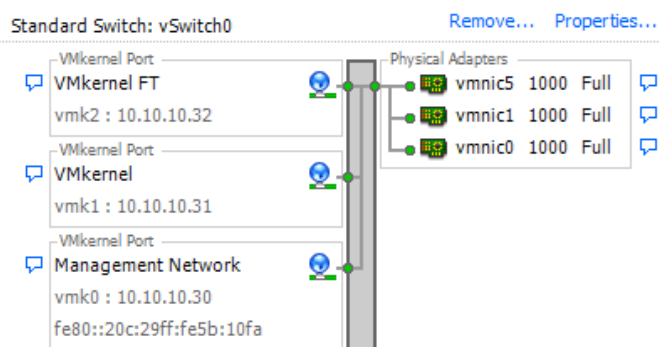 Standard Switch: vSwitch0 Remove... Properties...
VMkernel Port
VMkernel FT
vmk2 : 10.10.10.32
VMkernel Port
VMkernel
vmk1 : 10.10.10.31
VMkernel Port
Management Network
vmk0 : 10.10.10.30
fe80::20c:29ff:fe5b:10fa
Physical Adapters
vmnic5 1000 Full
vmnic1 1000 Full
vmnic0 1000 Full